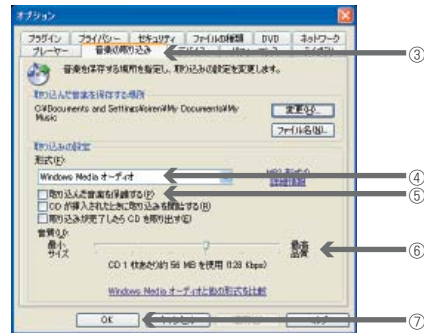 オプション
プラグイン プライバシー セキュリティ ファイルの種類 DVD ネットワーク
プレーヤー 音楽の取り込み
③
音楽を保存する場所を指定し、取り込みの設定を変更します。
取り込んだ音楽を保存する場所
C:¥Documents and Settings¥siren¥My Documents¥My Music
変更(H)...
ファイル名(N)...
取り込みの設定
形式(F):
Windows Media オーディオ
④
詳細情報
取り込んだ音楽を保護する(P)
⑤
CD が挿入されたときに取り込みを開始する(B)
取り込みが完了したら CD を取り出す(E)
音質(U):
最小サイズ
最高品質
⑥
CD 1 枚あたり約 56 MB を使用 (128 Kbps)
Windows Media オーディオと他の形式を比較
OK
⑦